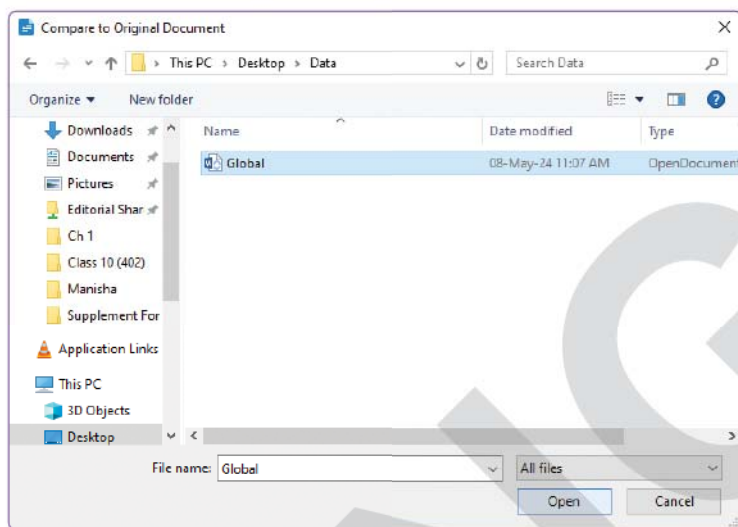 Compare to Original Document
This PC > Desktop > Data
Search Data
Organize
New folder
Downloads
Documents
Pictures
Editorial Shar
Ch 1
Class 10 (402)
Manisha
Supplement For
Application Links
This PC
3D Objects
Desktop
Name
Date modified
Type
Global
08-May-24 11:07 AM
OpenDocument
File name:
Global
All files
Open
Cancel